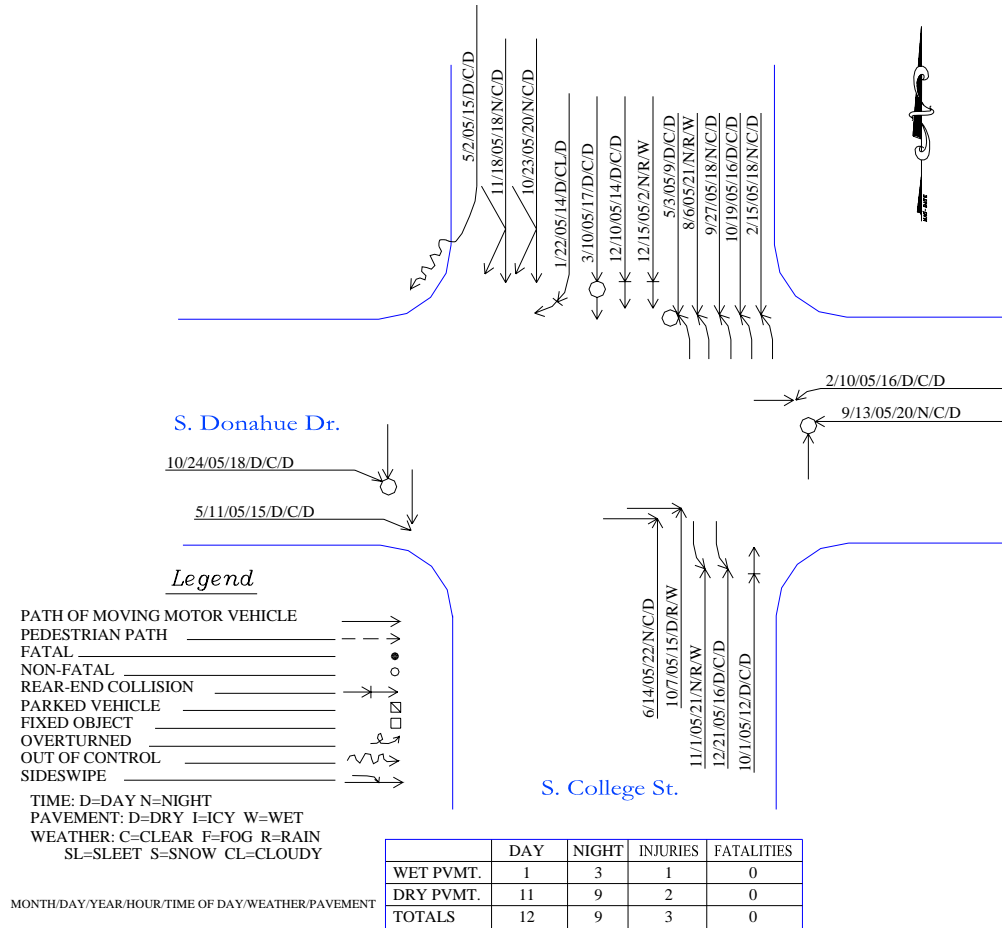 5/2/05/15/D/C/D
11/18/05/18/N/C/D
10/23/05/20/N/C/D
1/22/05/14/D/CL/D
3/10/05/17/D/C/D
12/10/05/14/D/C/D
12/15/05/2/N/R/W
5/3/05/9/D/C/D
8/6/05/21/N/R/W
9/27/05/18/N/C/D
10/19/05/16/D/C/D
2/15/05/18/N/C/D
2/10/05/16/D/C/D
9/13/05/20/N/C/D
S. Donahue Dr.
10/24/05/18/D/C/D
5/11/05/15/D/C/D
6/14/05/22/N/C/D
10/7/05/15/D/R/W
11/1/05/21/N/R/W
12/21/05/16/D/C/D
10/1/05/12/D/C/D
S. College St.
Legend
PATH OF MOVING MOTOR VEHICLE
PEDESTRIAN PATH
FATAL
NON-FATAL
REAR-END COLLISION
PARKED VEHICLE
FIXED OBJECT
OVERTURNED
OUT OF CONTROL
SIDESWIPE
TIME: D=DAY N=NIGHT
PAVEMENT: D=DRY I=ICY W=WET
WEATHER: C=CLEAR F=FOG R=RAIN
SL=SLEET S=SNOW CL=CLOUDY
MONTH/DAY/YEAR/HOUR/TIME OF DAY/WEATHER/PAVEMENT
DAY NIGHT INJURIES FATALITIES
WET PVMT. 1 3 1 0
DRY PVMT. 11 9 2 0
TOTALS 12 9 3 0